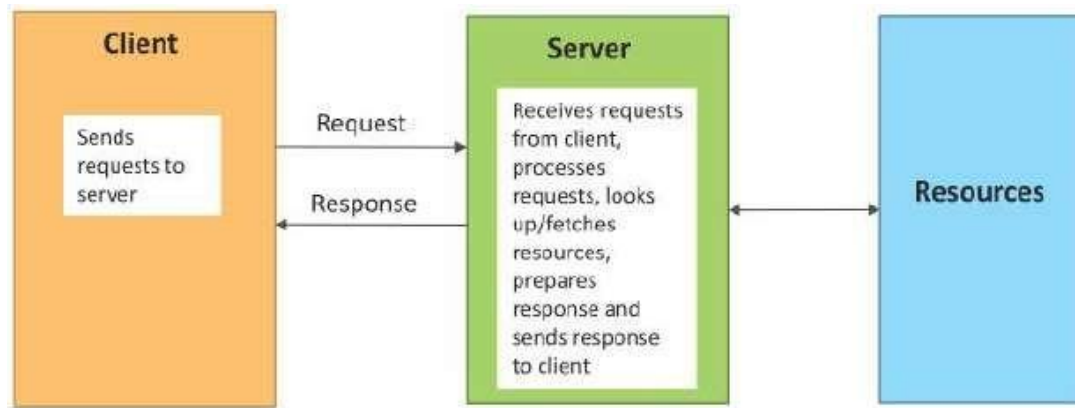 Client
Sends
requests to
server
Request
Response
Server
Receives requests
from client,
processes
requests, looks
up/fetches
resources,
prepares
response and
sends response
to client
Resources